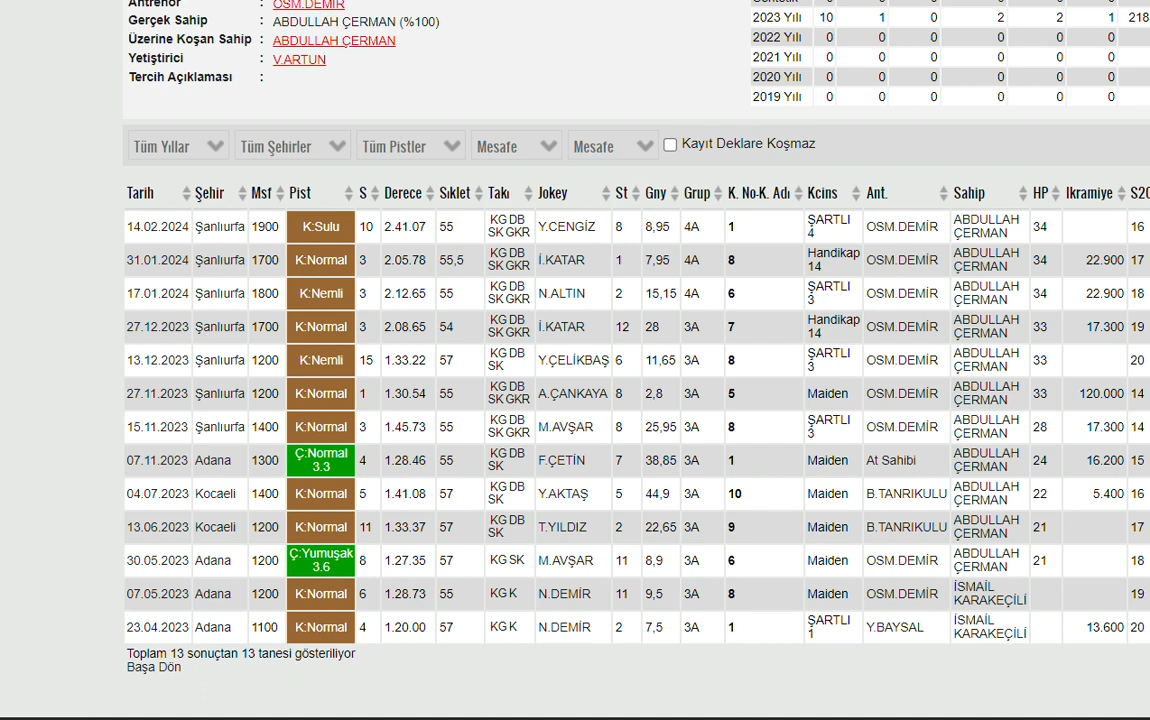 Antrenör : OSM.DEMİR
Gerçek Sahip : ABDULLAH ÇERMAN (%100)
Üzerine Koşan Sahip : ABDULLAH ÇERMAN
Yetiştirici : V.ARTUN
Tercih Açıklaması :
2023 Yılı 10 1 0 2 2 1 218
2022 Yılı 0 0 0 0 0 0
2021 Yılı 0 0 0 0 0 0
2020 Yılı 0 0 0 0 0 0
2019 Yılı 0 0 0 0 0 0
Tüm Yıllar Tüm Şehirler Tüm Pistler Mesafe Mesafe Kayıt Deklare Koşmaz
Tarih Şehir Msf Pist S Derece Sıklet Takı Jokey St Gny Grup K. No-K. Adı Kcins Ant. Sahip HP Ikramiye S20
14.02.2024 Şanlıurfa 1900 K:Sulu 10 2.41.07 55 KG DB SK GKR Y.CENGİZ 8 8,95 4A 1 ŞARTLI 4 OSM.DEMİR ABDULLAH ÇERMAN 34 16
31.01.2024 Şanlıurfa 1700 K:Normal 3 2.05.78 55,5 KG DB SK GKR İ.KATAR 1 7,95 4A 8 Handikap 14 OSM.DEMİR ABDULLAH ÇERMAN 34 22.900 17
17.01.2024 Şanlıurfa 1800 K:Nemli 3 2.12.65 55 KG DB SK GKR N.ALTIN 2 15,15 4A 6 ŞARTLI 3 OSM.DEMİR ABDULLAH ÇERMAN 34 22.900 18
27.12.2023 Şanlıurfa 1700 K:Normal 3 2.08.65 54 KG DB SK GKR İ.KATAR 12 28 3A 7 Handikap 14 OSM.DEMİR ABDULLAH ÇERMAN 33 17.300 19
13.12.2023 Şanlıurfa 1200 K:Nemli 15 1.33.22 57 KG DB SK Y.ÇELİKBAŞ 6 11,65 3A 8 ŞARTLI 3 OSM.DEMİR ABDULLAH ÇERMAN 33 20
27.11.2023 Şanlıurfa 1200 K:Normal 1 1.30.54 55 KG DB SK GKR A.ÇANKAYA 8 2,8 3A 5 Maiden OSM.DEMİR ABDULLAH ÇERMAN 33 120.000 14
15.11.2023 Şanlıurfa 1400 K:Normal 3 1.45.73 55 KG DB SK GKR M.AVŞAR 8 25,95 3A 8 ŞARTLI 3 OSM.DEMİR ABDULLAH ÇERMAN 28 17.300 14
07.11.2023 Adana 1300 Ç:Normal 3.3 4 1.28.46 55 KG DB SK F.ÇETİN 7 38,85 3A 1 Maiden At Sahibi ABDULLAH ÇERMAN 24 16.200 15
04.07.2023 Kocaeli 1400 K:Normal 5 1.41.08 57 KG DB SK Y.AKTAŞ 5 44,9 3A 10 Maiden B.TANRIKULU ABDULLAH ÇERMAN 22 5.400 16
13.06.2023 Kocaeli 1200 K:Normal 11 1.33.37 57 KG DB SK T.YILDIZ 2 22,65 3A 9 Maiden B.TANRIKULU ABDULLAH ÇERMAN 21 17
30.05.2023 Adana 1200 Ç:Yumuşak 3.6 8 1.27.35 57 KG SK M.AVŞAR 11 8,9 3A 6 Maiden OSM.DEMİR ABDULLAH ÇERMAN 21 18
07.05.2023 Adana 1200 K:Normal 6 1.28.73 55 KG K N.DEMİR 11 9,5 3A 8 Maiden OSM.DEMİR İSMAİL KARAKEÇİLİ 19
23.04.2023 Adana 1100 K:Normal 4 1.20.00 57 KG K N.DEMİR 2 7,5 3A 1 ŞARTLI 1 Y.BAYSAL İSMAİL KARAKEÇİLİ 13.600 20
Toplam 13 sonuçtan 13 tanesi gösteriliyor
Başa Dön